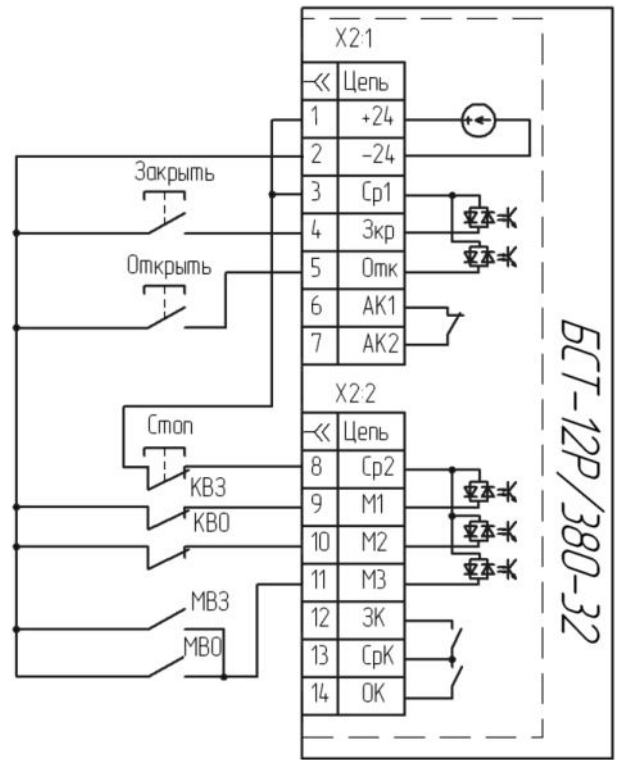 X2:1
Цепь
1 +24
2 -24
Закрыть
3 Ср1
4 Зкр
Открыть
5 Отк
6 АК1
7 АК2
X2:2
Стоп
Цепь
8 Ср2
КВЗ
9 М1
КВО
10 М2
11 М3
МВЗ
12 ЗК
МВО
13 СрК
14 ОК
БСТ-12Р/380-32